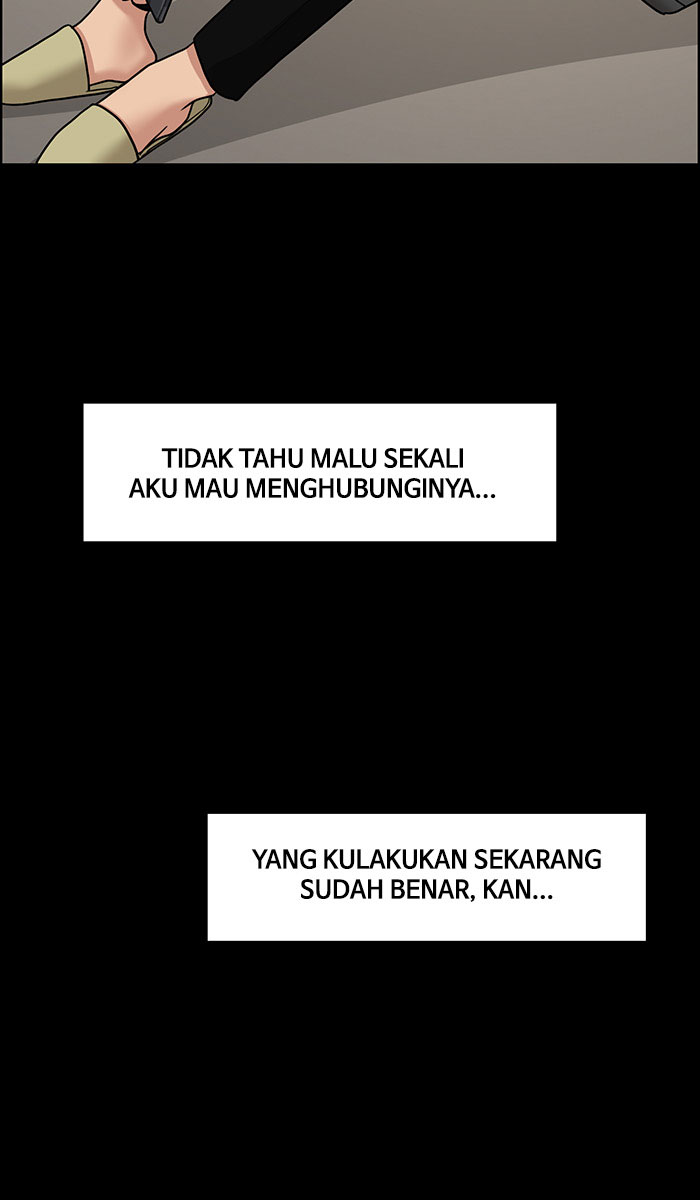 TIDAK TAHU MALU SEKALI
AKU MAU MENGHUBUNGINYA...
YANG KULAKUKAN SEKARANG
SUDAH BENAR, KAN...